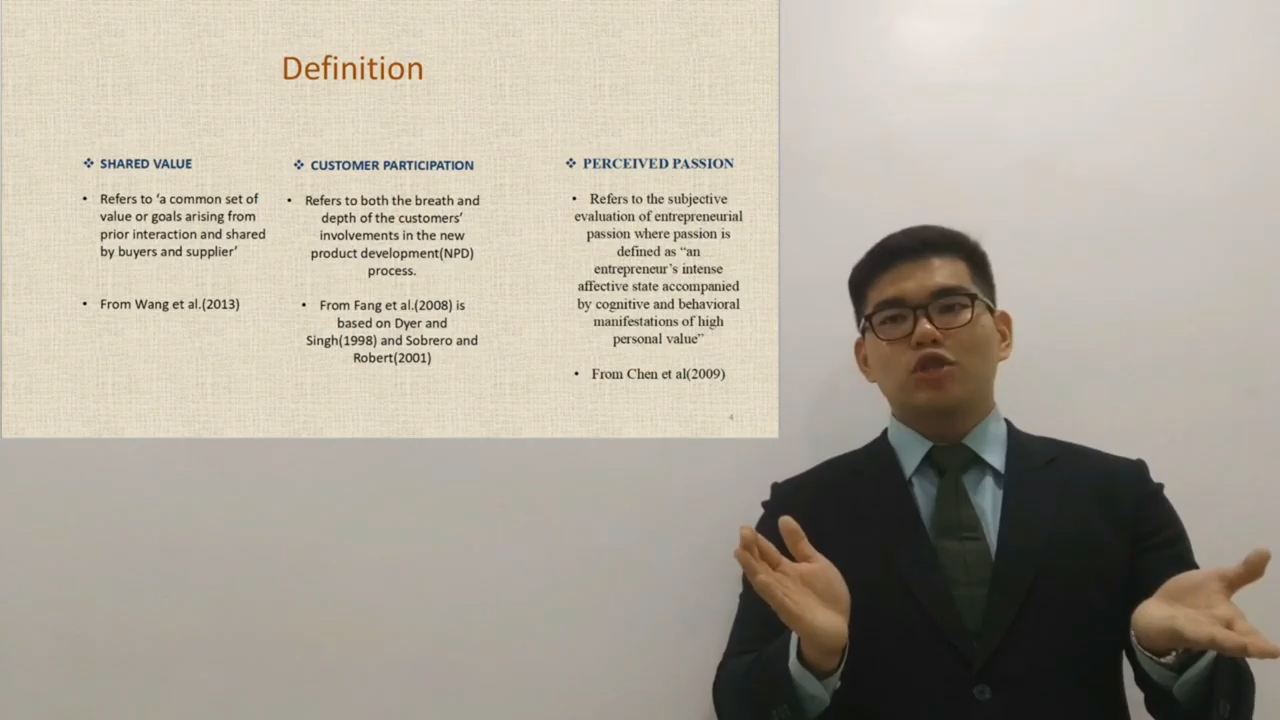 Definition
❖ SHARED VALUE
• Refers to ‘a common set of
value or goals arising from
prior interaction and shared
by buyers and supplier’
• From Wang et al.(2013)
❖ CUSTOMER PARTICIPATION
• Refers to both the breath and
depth of the customers’
involvements in the new
product development(NPD)
process.
• From Fang et al.(2008) is
based on Dyer and
Singh(1998) and Sobrero and
Robert(2001)
❖ PERCEIVED PASSION
• Refers to the subjective
evaluation of entrepreneurial
passion where passion is
defined as “an
entrepreneur’s intense
affective state accompanied
by cognitive and behavioral
manifestations of high
personal value”
• From Chen et al(2009)
4